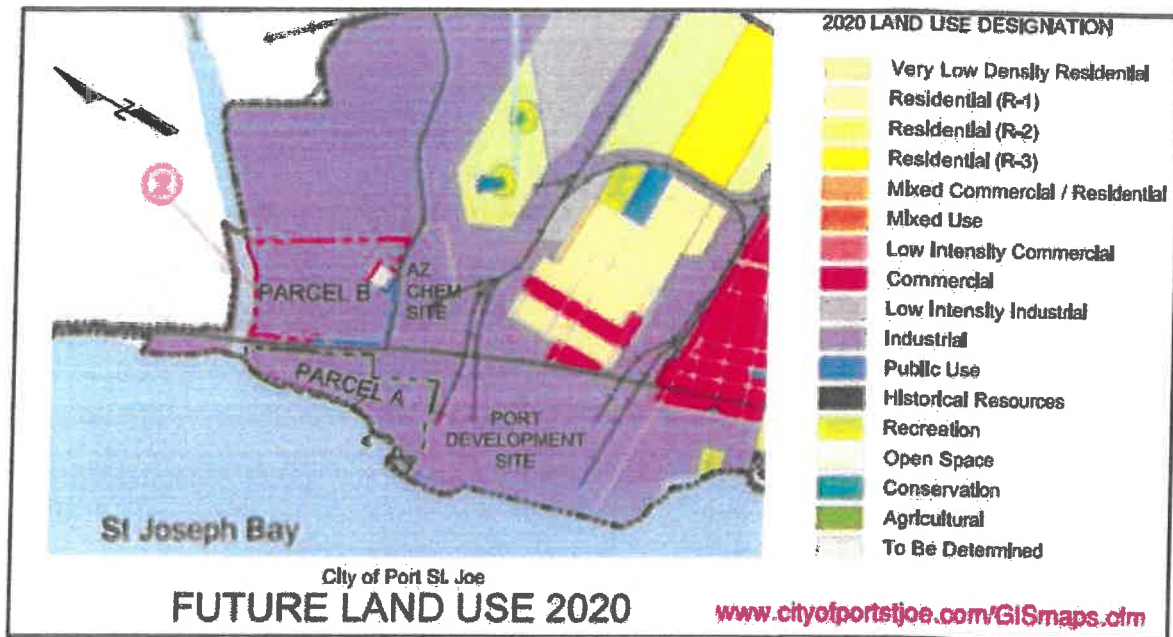 2020 LAND USE DESIGNATION
Very Low Density Residential
Residential (R-1)
Residential (R-2)
Residential (R-3)
Mixed Commercial / Residential
Mixed Use
Low Intensity Commercial
Commercial
Low Intensity Industrial
Industrial
Public Use
Historical Resources
Recreation
Open Space
Conservation
Agricultural
To Be Determined
N
2
PARCEL B
AZ
CHEM
SITE
PARCEL A
PORT
DEVELOPMENT
SITE
St Joseph Bay
City of Port St. Joe
FUTURE LAND USE 2020
www.cityofportstjoe.com/GISmaps.cfm